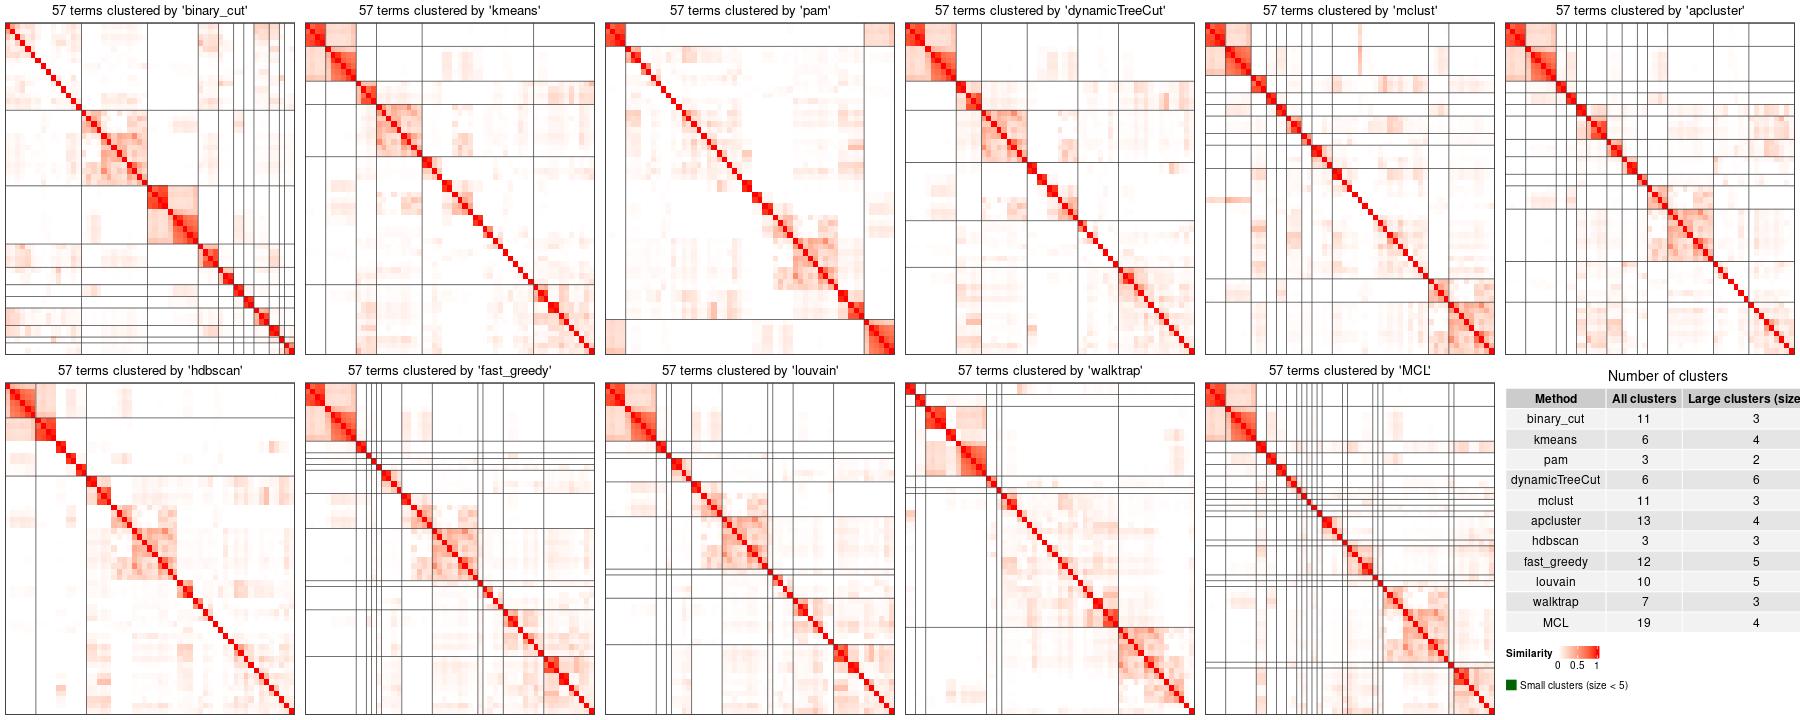 57 terms clustered by 'binary_cut'
57 terms clustered by 'kmeans'
57 terms clustered by 'pam'
57 terms clustered by 'dynamicTreeCut'
57 terms clustered by 'mclust'
57 terms clustered by 'apcluster'
57 terms clustered by 'hdbscan'
57 terms clustered by 'fast_greedy'
57 terms clustered by 'louvain'
57 terms clustered by 'walktrap'
57 terms clustered by 'MCL'
Number of clusters
Method All clusters Large clusters (size
binary_cut 11 3
kmeans 6 4
pam 3 2
dynamicTreeCut 6 6
mclust 11 3
apcluster 13 4
hdbscan 3 3
fast_greedy 12 5
louvain 10 5
walktrap 7 3
MCL 19 4
Similarity
0 0.5 1
Small clusters (size < 5)